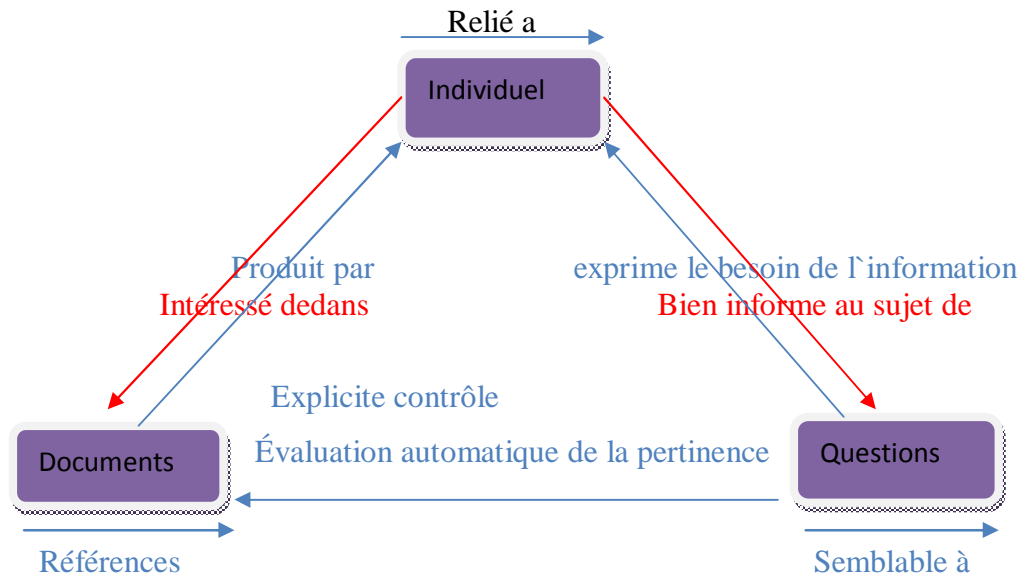 Relié a
Individuel
Produit par
exprime le besoin de l`information
Intéressé dedans
Bien informe au sujet de
Explicite contrôle
Évaluation automatique de la pertinence
Documents
Questions
Références
Semblable à